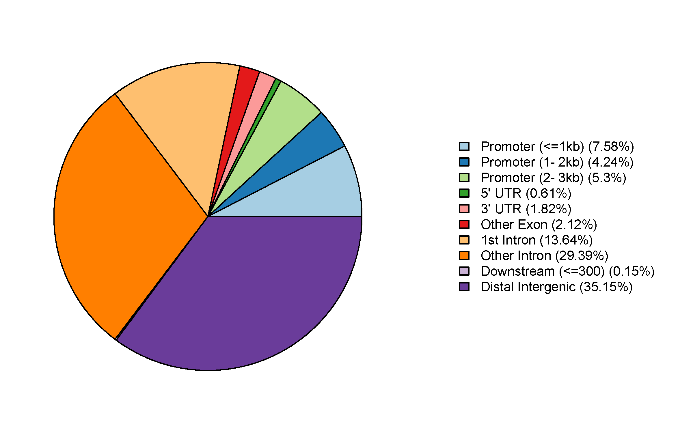 Promoter (<=1kb) (7.58%)
Promoter (1- 2kb) (4.24%)
Promoter (2- 3kb) (5.3%)
5' UTR (0.61%)
3' UTR (1.82%)
Other Exon (2.12%)
1st Intron (13.64%)
Other Intron (29.39%)
Downstream (<=300) (0.15%)
Distal Intergenic (35.15%)